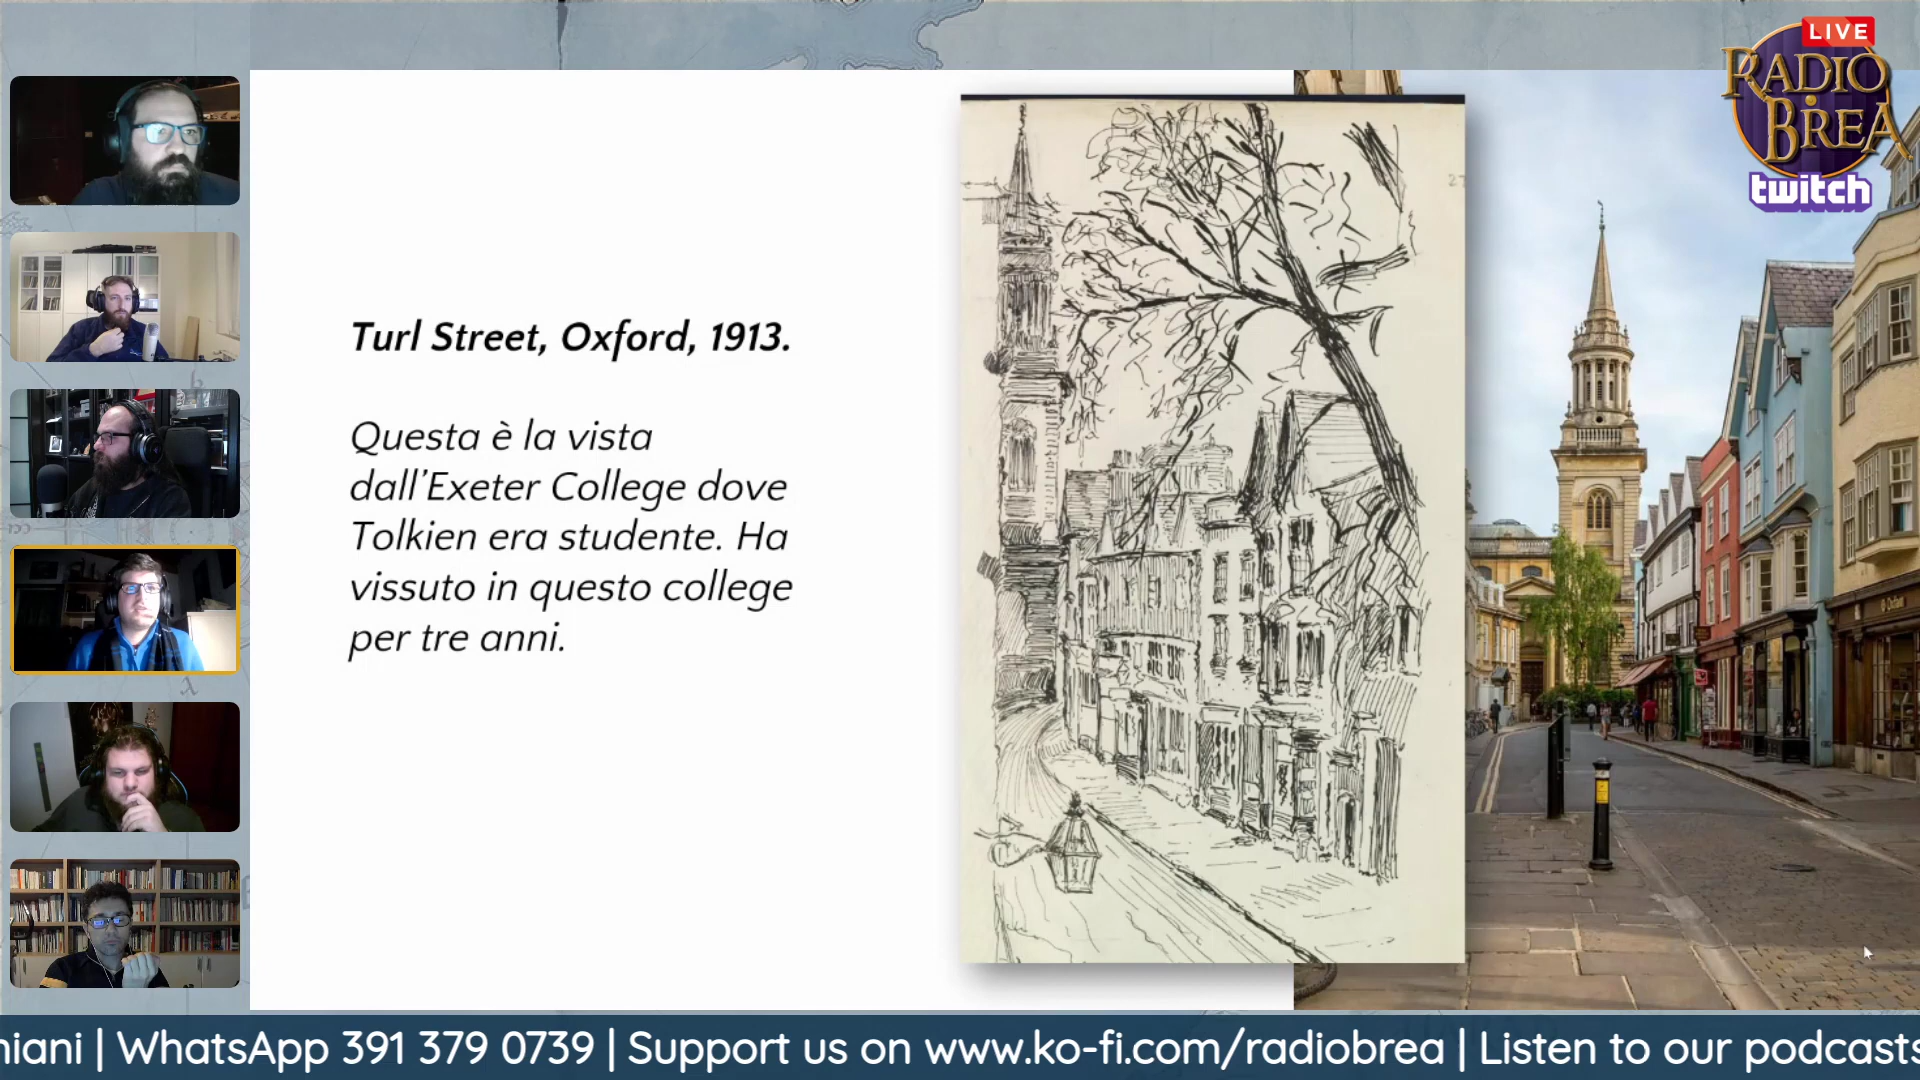 LIVE
RADIO
BREA
twitch
Turl Street, Oxford, 1913.
Questa è la vista
dall'Exeter College dove
Tolkien era studente. Ha
vissuto in questo college
per tre anni.
27
niani | WhatsApp 391 379 0739 | Support us on www.ko-fi.com/radiobrea | Listen to our podcasts